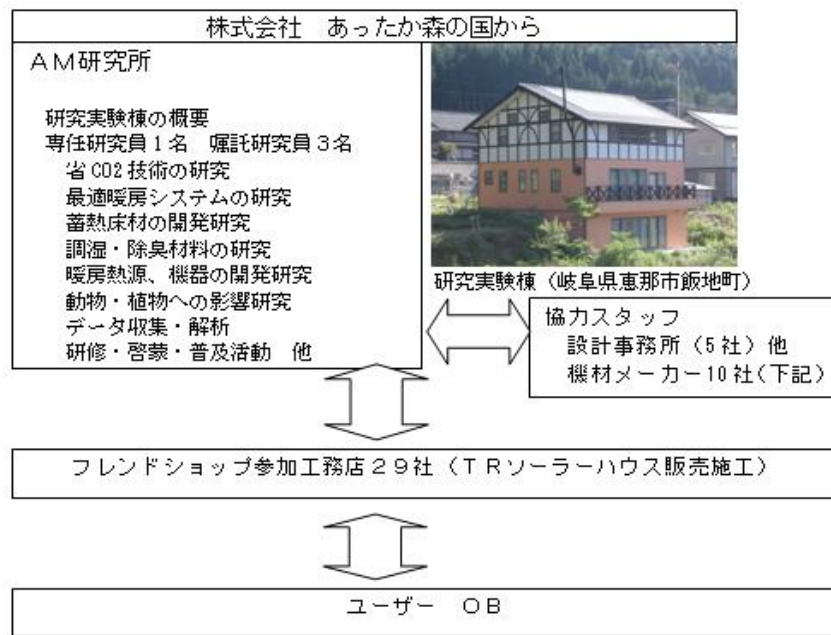 株式会社 あったか森の国から
AM研究所
研究実験棟の概要
専任研究員1名 嘱託研究員3名
省CO2技術の研究
最適暖房システムの研究
蓄熱床材の開発研究
調湿・除臭材料の研究
暖房熱源、機器の開発研究
動物・植物への影響研究
データ収集・解析
研修・啓蒙・普及活動 他
研究実験棟（岐阜県恵那市飯地町）
協力スタッフ
設計事務所（5社）他
機材メーカー10社（下記）
フレンドショップ参加工務店29社（TRソーラーハウス販売施工）
ユーザー OB